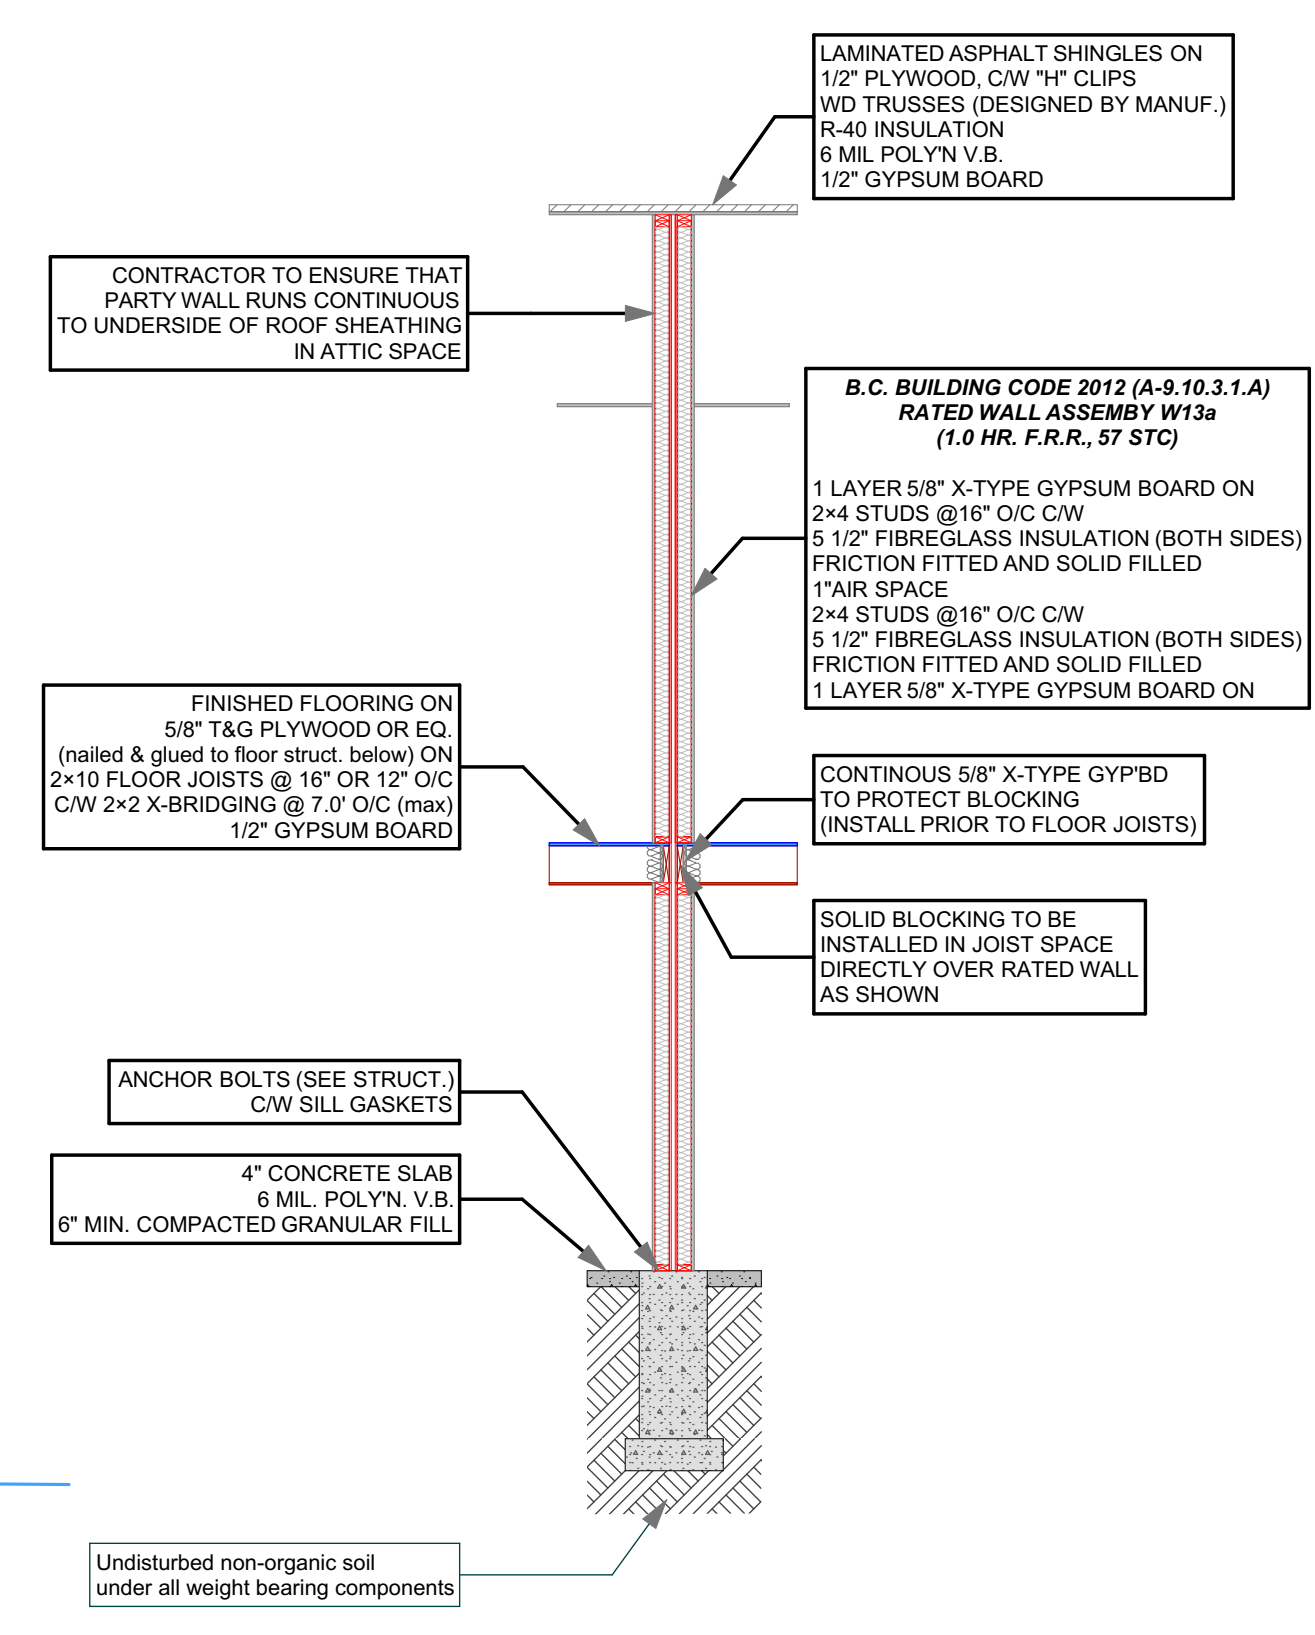 LAMINATED ASPHALT SHINGLES ON
1/2" PLYWOOD, C/W "H" CLIPS
WD TRUSSES (DESIGNED BY MANUF.)
R-40 INSULATION
6 MIL POLY'N V.B.
1/2" GYPSUM BOARD
CONTRACTOR TO ENSURE THAT
PARTY WALL RUNS CONTINUOUS
TO UNDERSIDE OF ROOF SHEATHING
IN ATTIC SPACE
B.C. BUILDING CODE 2012 (A-9.10.3.1.A)
RATED WALL ASSEMBY W13a
(1.0 HR. F.R.R., 57 STC)
1 LAYER 5/8" X-TYPE GYPSUM BOARD ON
2×4 STUDS @16" O/C C/W
5 1/2" FIBREGLASS INSULATION (BOTH SIDES)
FRICTION FITTED AND SOLID FILLED
1"AIR SPACE
2×4 STUDS @16" O/C C/W
5 1/2" FIBREGLASS INSULATION (BOTH SIDES)
FRICTION FITTED AND SOLID FILLED
1 LAYER 5/8" X-TYPE GYPSUM BOARD ON
FINISHED FLOORING ON
5/8" T&G PLYWOOD OR EQ.
(nailed & glued to floor struct. below) ON
2×10 FLOOR JOISTS @ 16" OR 12" O/C
C/W 2×2 X-BRIDGING @ 7.0' O/C (max)
1/2" GYPSUM BOARD
CONTINOUS 5/8" X-TYPE GYP'BD
TO PROTECT BLOCKING
(INSTALL PRIOR TO FLOOR JOISTS)
SOLID BLOCKING TO BE
INSTALLED IN JOIST SPACE
DIRECTLY OVER RATED WALL
AS SHOWN
ANCHOR BOLTS (SEE STRUCT.)
C/W SILL GASKETS
4" CONCRETE SLAB
6 MIL. POLY'N. V.B.
6" MIN. COMPACTED GRANULAR FILL
Undisturbed non-organic soil
under all weight bearing components